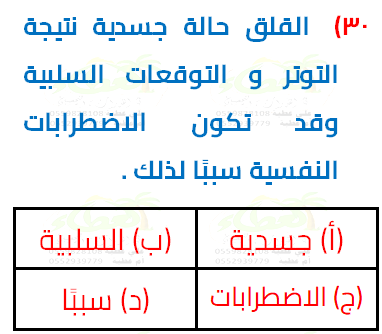 ٣٠) القلق حالة جسدية نتيجة
التوتر و التوقعات السلبية
وقد تكون الاضطرابات
النفسية سببًا لذلك .
(أ) جسدية (ب) السلبية
(ج) الاضطرابات (د) سببًا